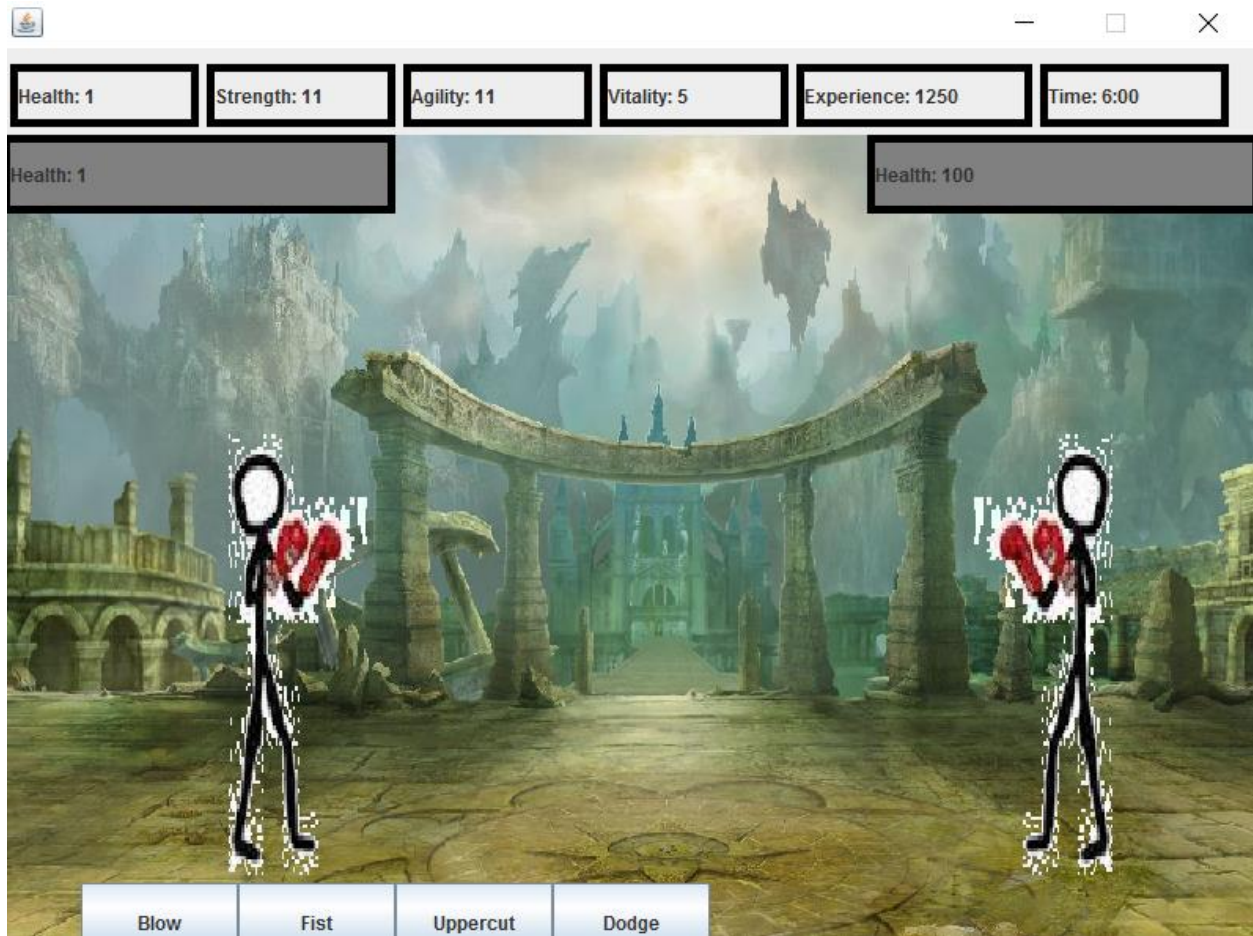 Health: 1 Strength: 11 Agility: 11 Vitality: 5 Experience: 1250 Time: 6:00
Health: 1 Health: 100
Blow Fist Uppercut Dodge